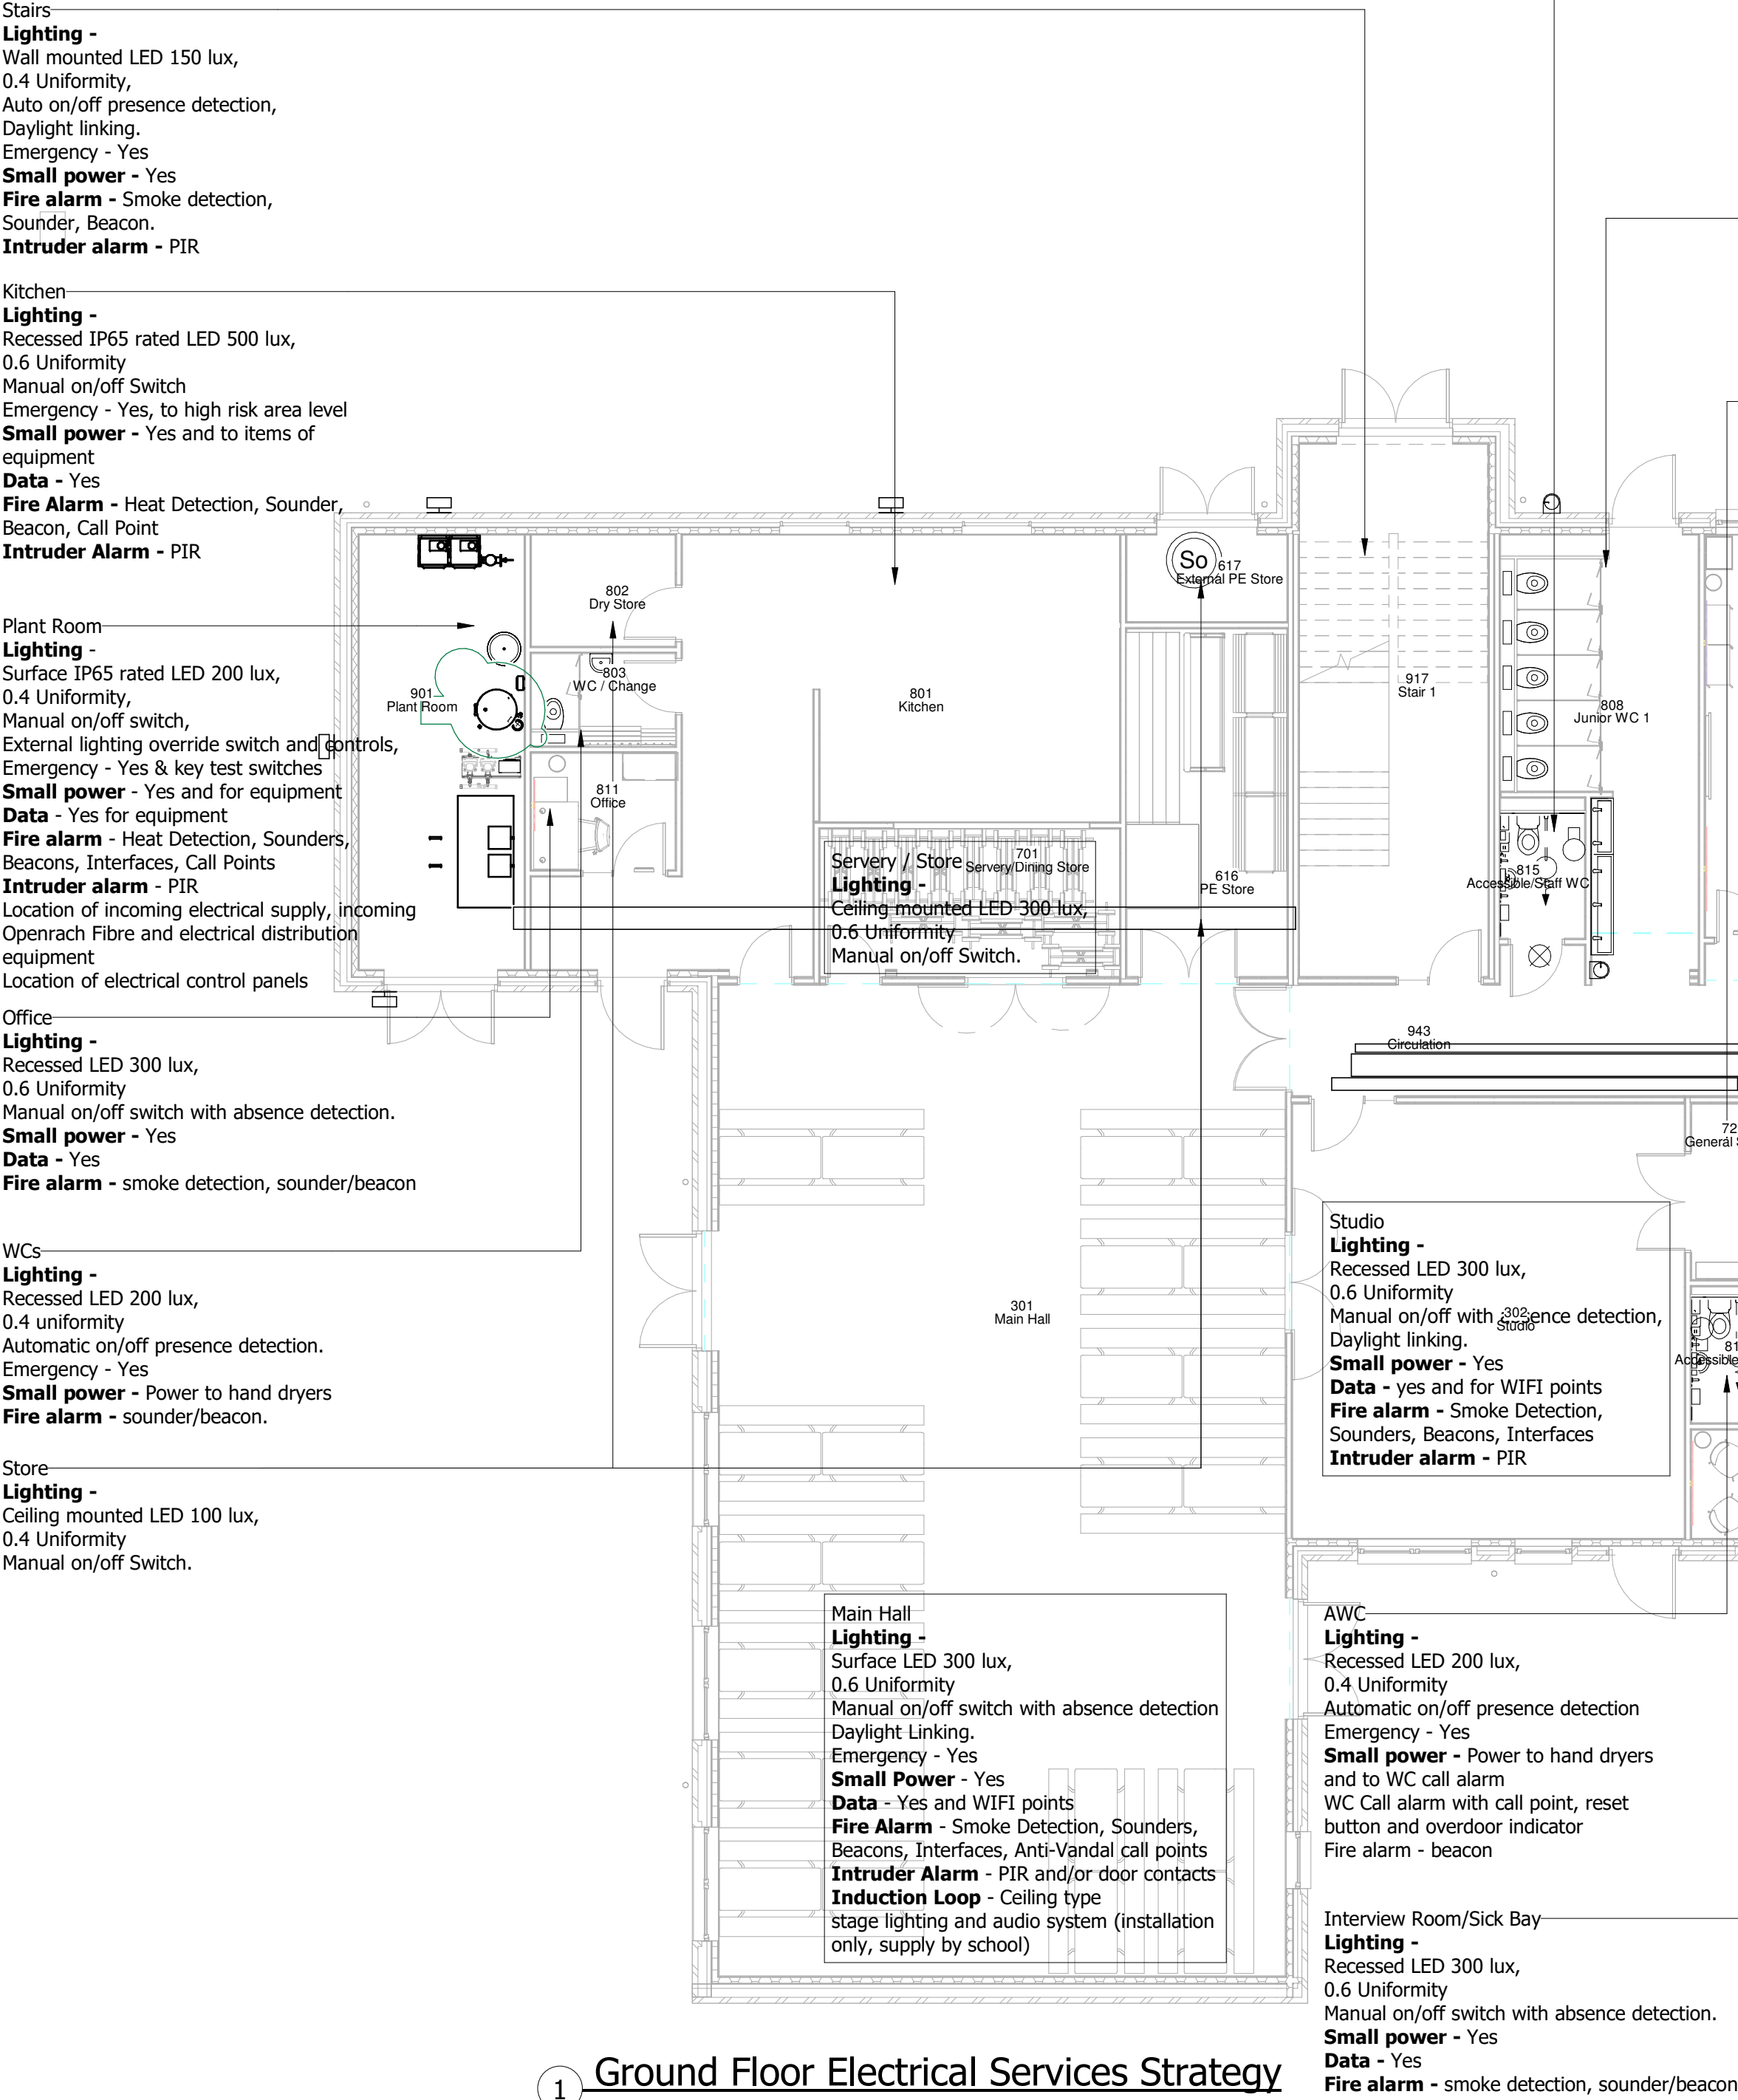 Stairs
Lighting -
Wall mounted LED 150 lux,
0.4 Uniformity,
Auto on/off presence detection,
Daylight linking.
Emergency - Yes
Small power - Yes
Fire alarm - Smoke detection,
Sounder, Beacon.
Intruder alarm - PIR
Kitchen
Lighting -
Recessed IP65 rated LED 500 lux,
0.6 Uniformity
Manual on/off Switch
Emergency - Yes, to high risk area level
Small power - Yes and to items of
equipment
Data - Yes
Fire Alarm - Heat Detection, Sounder,
Beacon, Call Point
Intruder Alarm - PIR
Plant Room
Lighting -
Surface IP65 rated LED 200 lux,
0.4 Uniformity,
Manual on/off switch,
External lighting override switch and controls,
Emergency - Yes & key test switches
Small power - Yes and for equipment
Data - Yes for equipment
Fire alarm - Heat Detection, Sounders,
Beacons, Interfaces, Call Points
Intruder alarm - PIR
Location of incoming electrical supply, incoming
Openrach Fibre and electrical distribution
equipment
Location of electrical control panels
Office
Lighting -
Recessed LED 300 lux,
0.6 Uniformity
Manual on/off switch with absence detection.
Small power - Yes
Data - Yes
Fire alarm - smoke detection, sounder/beacon
WCs
Lighting -
Recessed LED 200 lux,
0.4 uniformity
Automatic on/off presence detection.
Emergency - Yes
Small power - Power to hand dryers
Fire alarm - sounder/beacon.
Store
Lighting -
Ceiling mounted LED 100 lux,
0.4 Uniformity
Manual on/off Switch.
901
Plant Room
802
Dry Store
803
WC / Change
811
Office
801
Kitchen
So
617
External PE Store
616
PE Store
917
Stair 1
808
Junior WC 1
815
Accessible/Staff WC
701
Servery/Dining Store
Servery / Store
Lighting -
Ceiling mounted LED 300 lux,
0.6 Uniformity
Manual on/off Switch.
943
Circulation
72
General
301
Main Hall
Studio
Lighting -
Recessed LED 300 lux,
0.6 Uniformity
Manual on/off with detection,
Daylight linking.
Small power - Yes
Data - yes and for WIFI points
Fire alarm - Smoke Detection,
Sounders, Beacons, Interfaces
Intruder alarm - PIR
302
Studio
81
Accessible
Main Hall
Lighting -
Surface LED 300 lux,
0.6 Uniformity
Manual on/off switch with absence detection
Daylight Linking.
Emergency - Yes
Small Power - Yes
Data - Yes and WIFI points
Fire Alarm - Smoke Detection, Sounders,
Beacons, Interfaces, Anti-Vandal call points
Intruder Alarm - PIR and/or door contacts
Induction Loop - Ceiling type
stage lighting and audio system (installation
only, supply by school)
AWC
Lighting -
Recessed LED 200 lux,
0.4 Uniformity
Automatic on/off presence detection
Emergency - Yes
Small power - Power to hand dryers
and to WC call alarm
WC Call alarm with call point, reset
button and overdoor indicator
Fire alarm - beacon
Interview Room/Sick Bay
Lighting -
Recessed LED 300 lux,
0.6 Uniformity
Manual on/off switch with absence detection.
Small power - Yes
Data - Yes
Fire alarm - smoke detection, sounder/beacon
1
Ground Floor Electrical Services Strategy